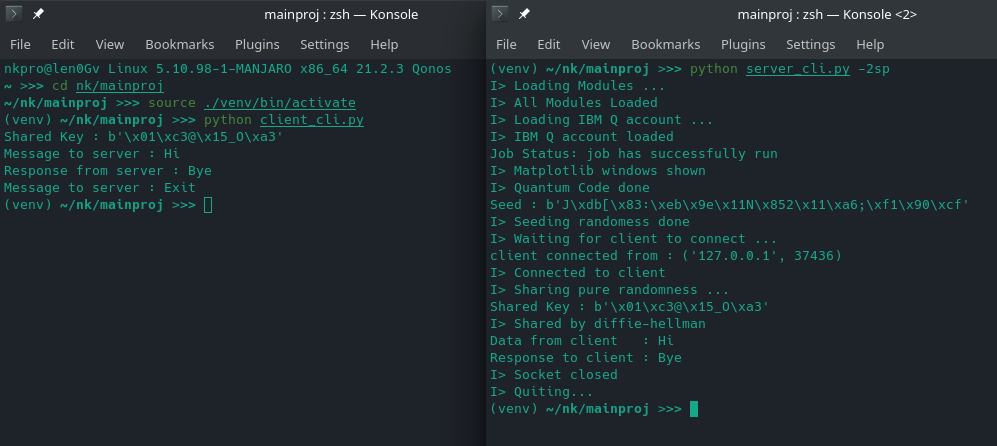 mainproj : zsh — Konsole
File Edit View Bookmarks Plugins Settings Help
nkpro@len0Gv Linux 5.10.98-1-MANJARO x86_64 21.2.3 Qonos
~ >>> cd nk/mainproj
~/nk/mainproj >>> source ./venv/bin/activate
(venv) ~/nk/mainproj >>> python client_cli.py
Shared Key : b'\x01\xc3@\x15_O\xa3'
Message to server : Hi
Response from server : Bye
Message to server : Exit
(venv) ~/nk/mainproj >>>
mainproj : zsh — Konsole <2>
File Edit View Bookmarks Plugins Settings Help
(venv) ~/nk/mainproj >>> python server_cli.py -2sp
I> Loading Modules ...
I> All Modules Loaded
I> Loading IBM Q account ...
I> IBM Q account loaded
Job Status: job has successfully run
I> Matplotlib windows shown
I> Quantum Code done
Seed : b'J\xdb[\x83:\xeb\x9e\x11N\x852\x11\xa6;\xf1\x90\xcf'
I> Seeding randomess done
I> Waiting for client to connect ...
client connected from : ('127.0.0.1', 37436)
I> Connected to client
I> Sharing pure randomness ...
Shared Key : b'\x01\xc3@\x15_O\xa3'
I> Shared by diffie-hellman
Data from client   : Hi
Response to client : Bye
I> Socket closed
I> Quiting...
(venv) ~/nk/mainproj >>>